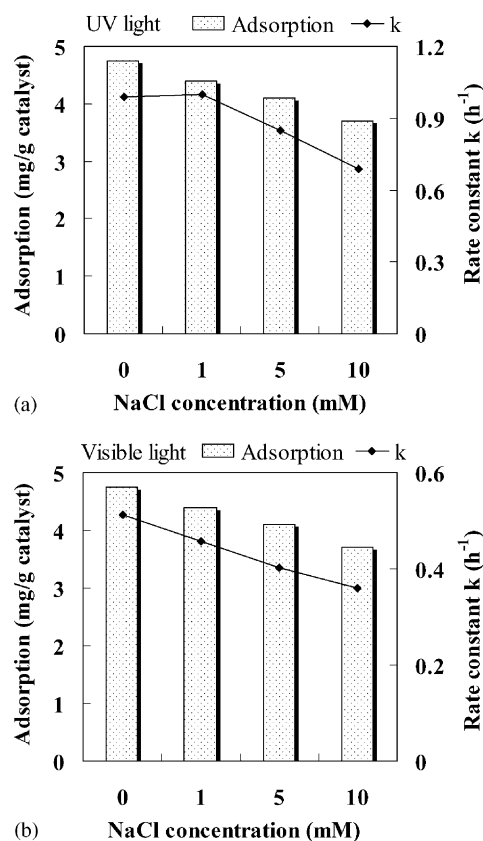 UV light Adsorption k
5
4
3
2
1
0
Adsorption (mg/g catalyst)
1.2
0.9
0.6
0.3
0
Rate constant k (h⁻¹)
0 1 5 10
(a) NaCl concentration (mM)
Visible light Adsorption k
5
4
3
2
1
0
Adsorption (mg/g catalyst)
0.6
0.4
0.2
0
Rate constant k (h⁻¹)
0 1 5 10
(b) NaCl concentration (mM)